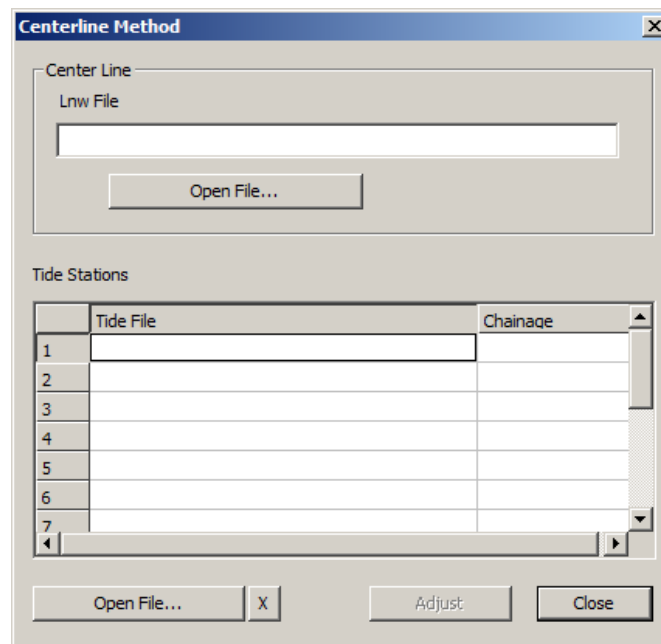 Centerline Method
Center Line
Lnw File
Open File...
Tide Stations
Tide File Chainage
1
2
3
4
5
6
7
Open File... X Adjust Close